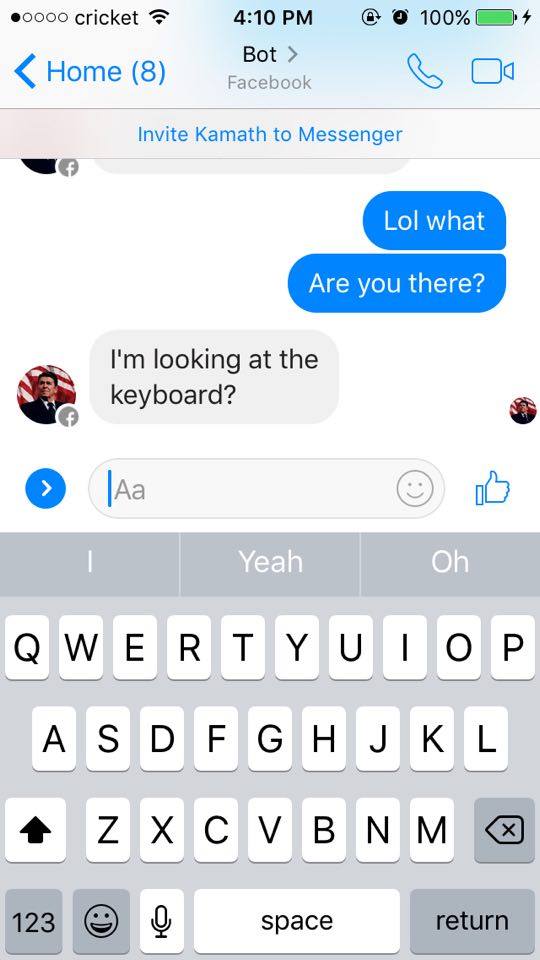 cricket 4:10 PM 100%
Home (8) Bot
Facebook
Invite Kamath to Messenger
Lol what
Are you there?
I'm looking at the
keyboard?
Aa
I Yeah Oh
Q W E R T Y U I O P
A S D F G H J K L
Z X C V B N M
123 space return